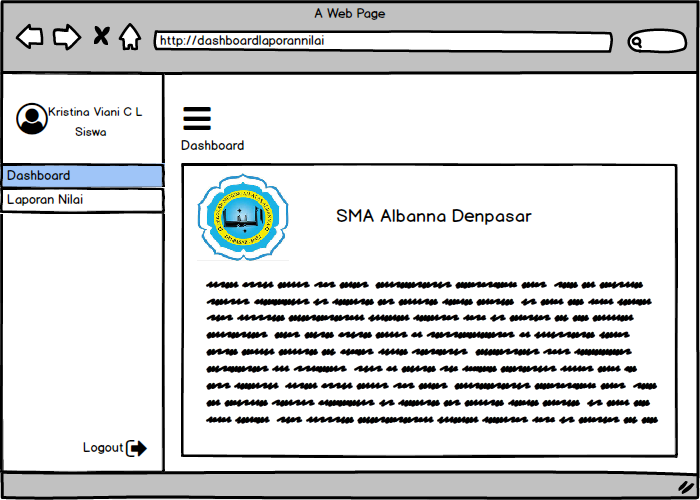 A Web Page
http://dashboardlaporannilai
Kristina Viani C L
Siswa
Dashboard
Dashboard
Laporan Nilai
SMA Albanna Denpasar
Logout